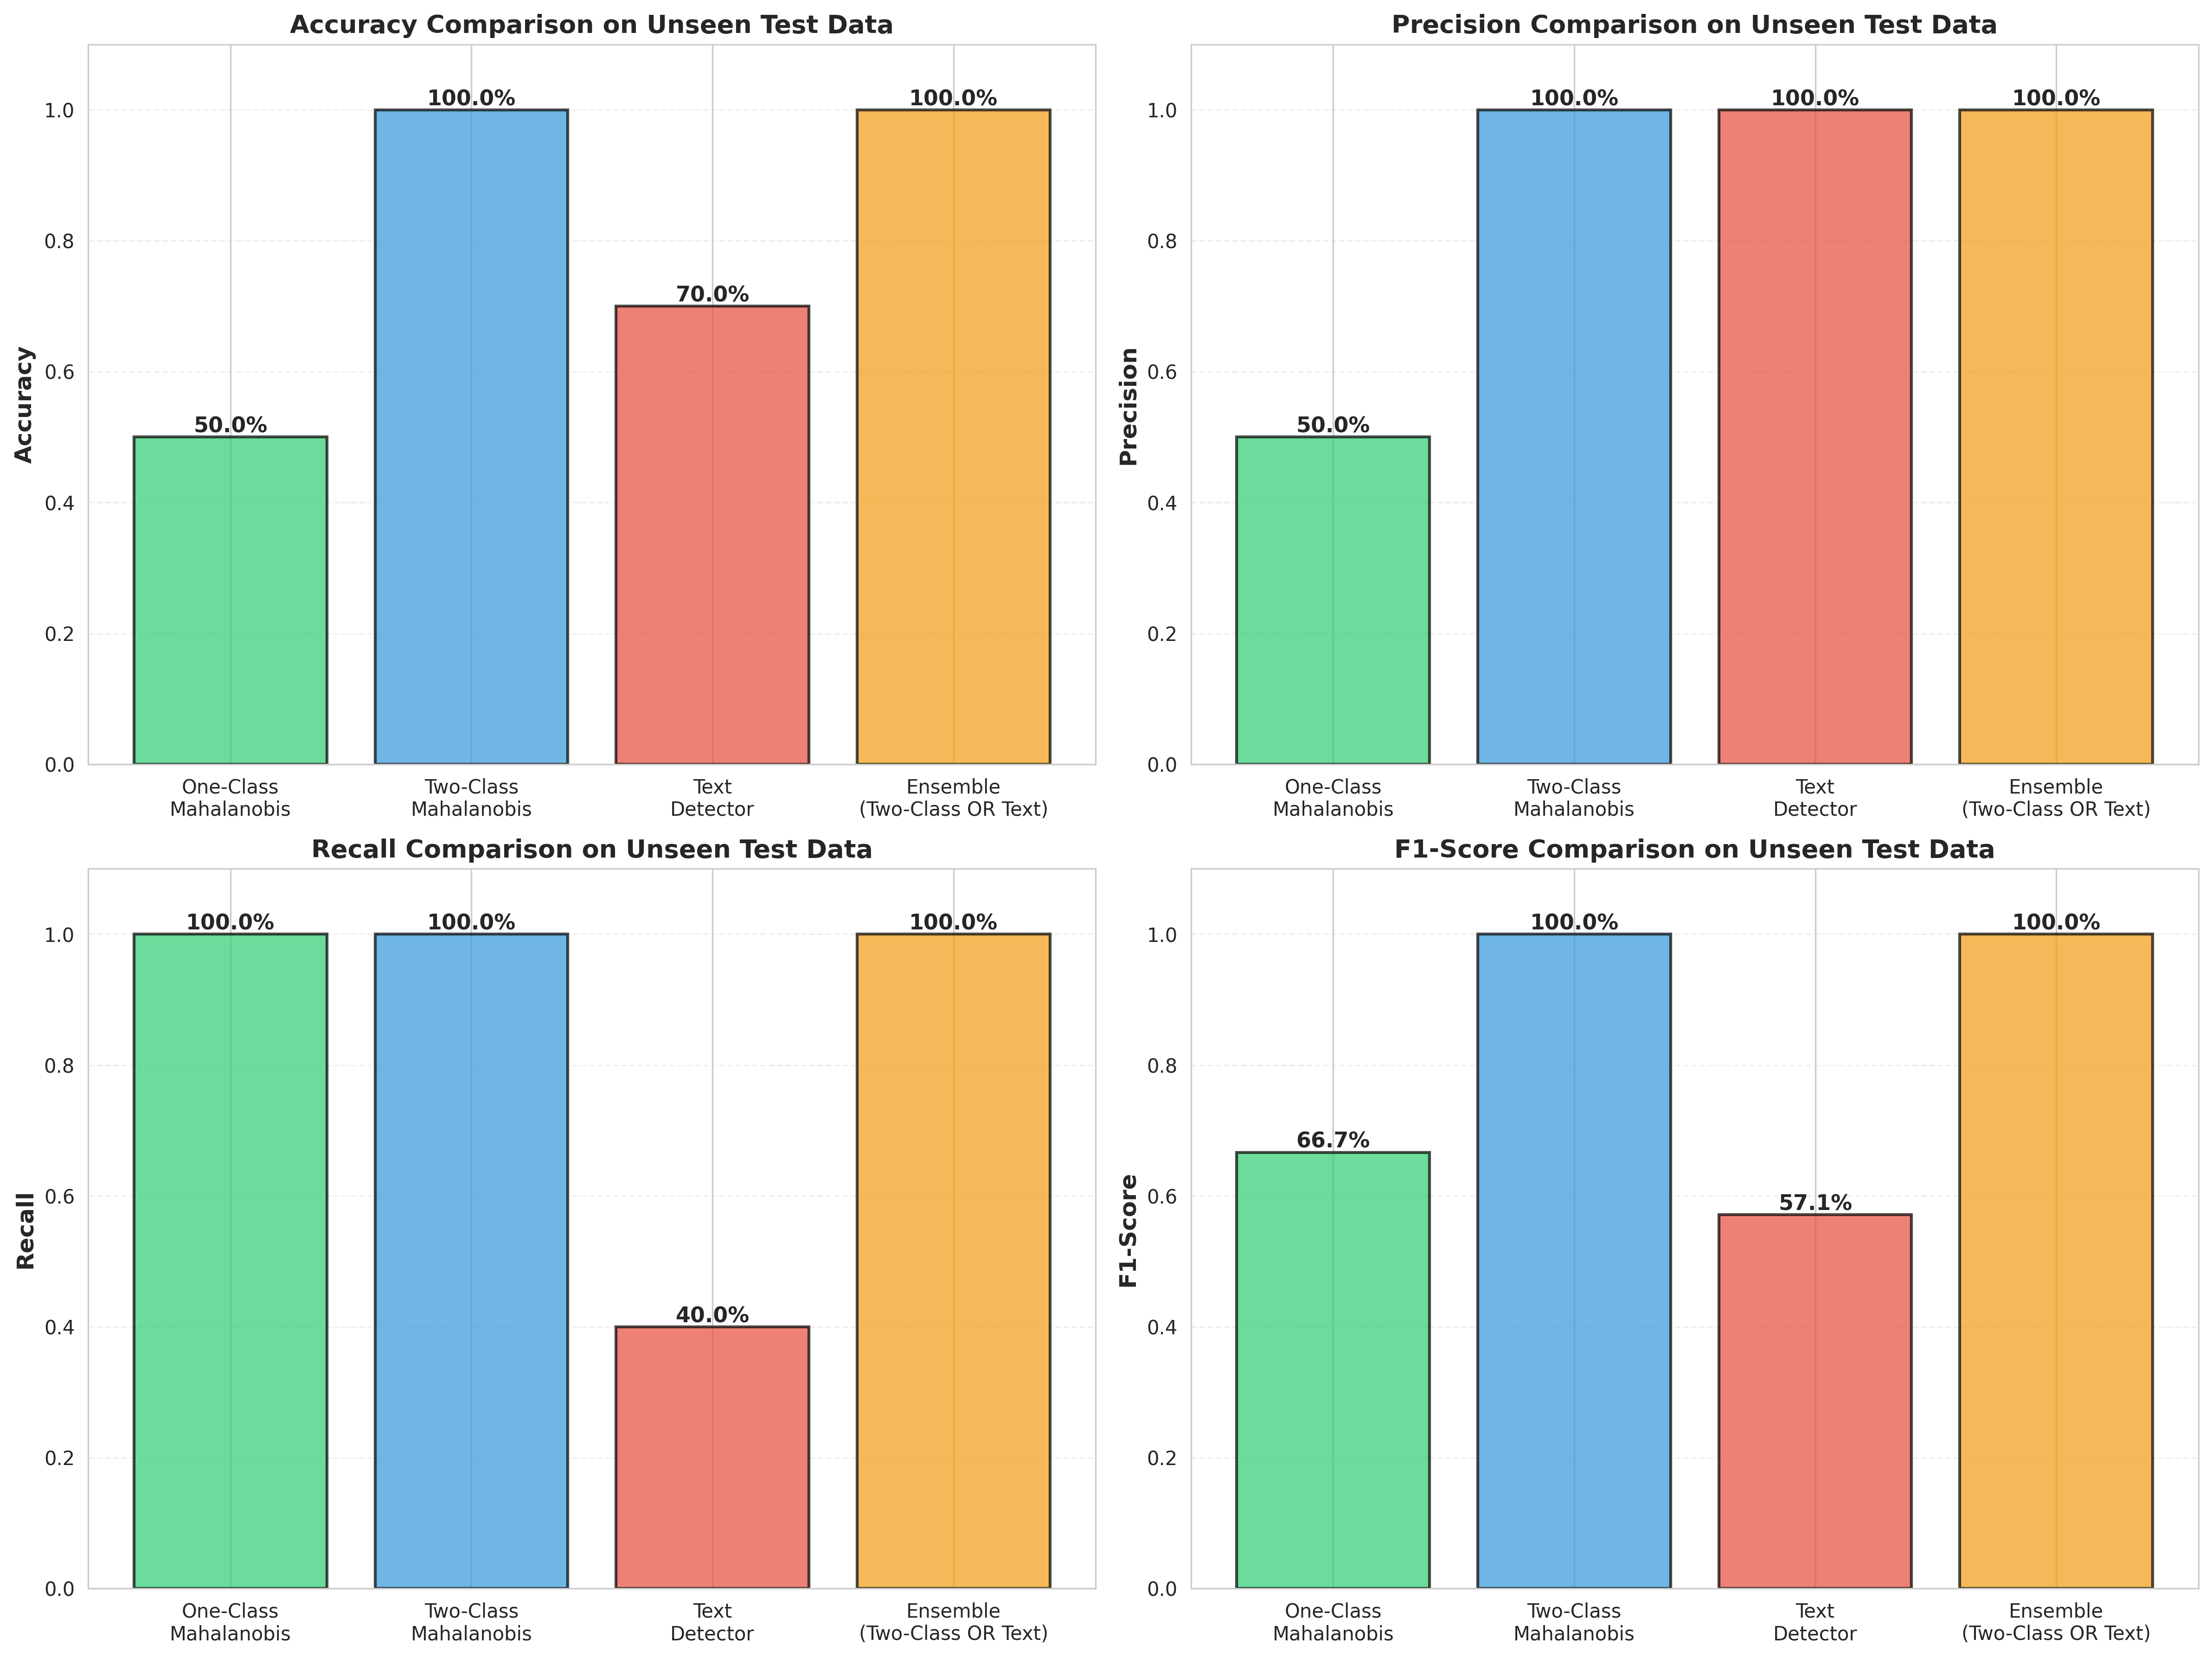 Accuracy Comparison on Unseen Test Data
Accuracy
1.0
0.8
0.6
0.4
0.2
0.0
50.0%
100.0%
70.0%
100.0%
One-Class
Mahalanobis
Two-Class
Mahalanobis
Text
Detector
Ensemble
(Two-Class OR Text)
Precision Comparison on Unseen Test Data
Precision
1.0
0.8
0.6
0.4
0.2
0.0
50.0%
100.0%
100.0%
100.0%
One-Class
Mahalanobis
Two-Class
Mahalanobis
Text
Detector
Ensemble
(Two-Class OR Text)
Recall Comparison on Unseen Test Data
Recall
1.0
0.8
0.6
0.4
0.2
0.0
100.0%
100.0%
40.0%
100.0%
One-Class
Mahalanobis
Two-Class
Mahalanobis
Text
Detector
Ensemble
(Two-Class OR Text)
F1-Score Comparison on Unseen Test Data
F1-Score
1.0
0.8
0.6
0.4
0.2
0.0
66.7%
100.0%
57.1%
100.0%
One-Class
Mahalanobis
Two-Class
Mahalanobis
Text
Detector
Ensemble
(Two-Class OR Text)